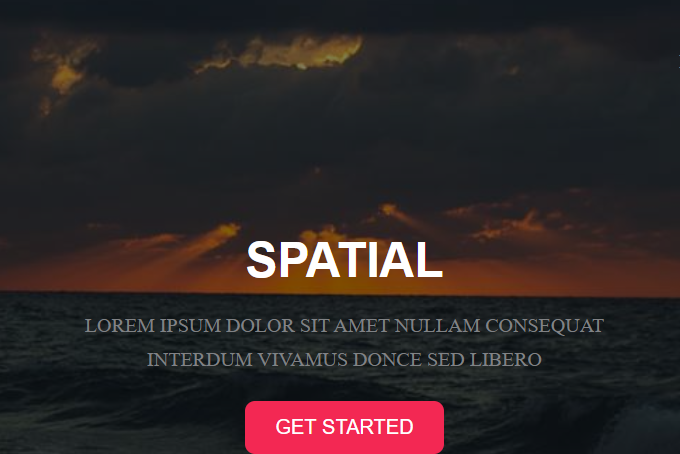 SPATIAL
LOREM IPSUM DOLOR SIT AMET NULLAM CONSEQUAT
INTERDUM VIVAMUS DONCE SED LIBERO
GET STARTED